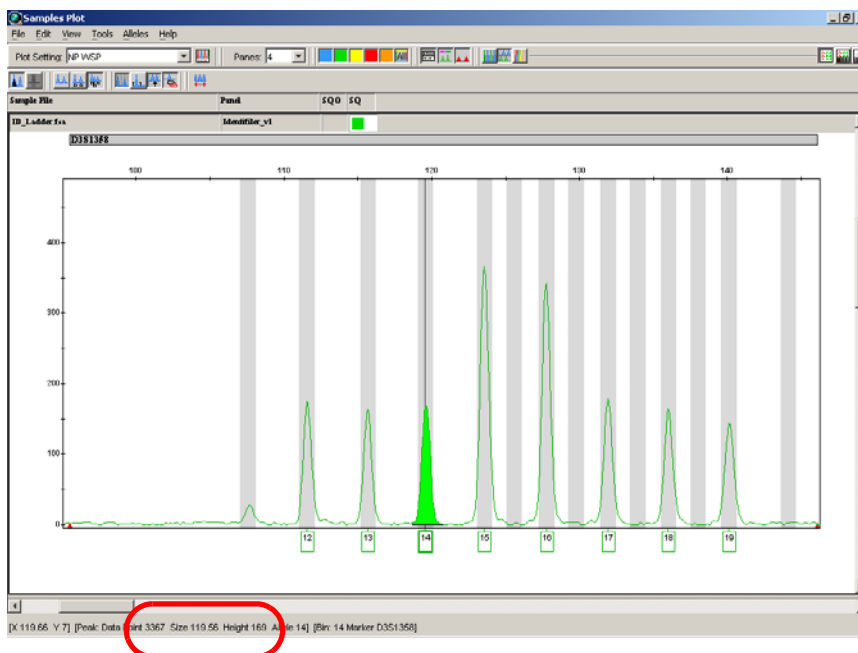 Samples Plot
File Edit View Tools Alleles Help
Plot Setting: NP WSP Panes: 4
Sample File Panel SQO SQ
ID_Ladder.fsa Identifiler_v1
D3S1358
100 110 120 130 140
400
300
200
100
0
12 13 14 15 16 17 18 19
[X 119.66 Y 7] [Peak: Data Point 3367 Size 119.56 Height 169 Allele 14] [Bin: 14 Marker D3S1358]